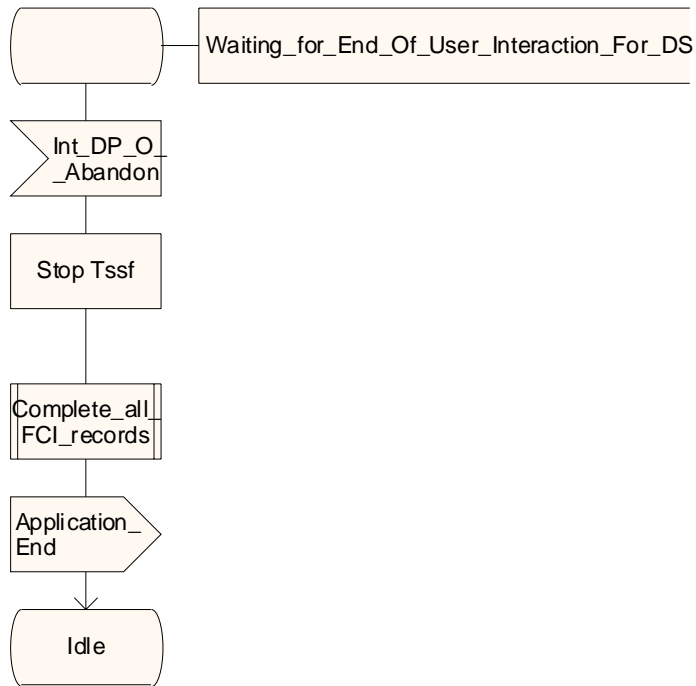 Waiting_for_End_Of_User_Interaction_For_DS
Int_DP_O_
_Abandon
Stop Tssf
Complete_all_
FCI_records
Application_
End
Idle